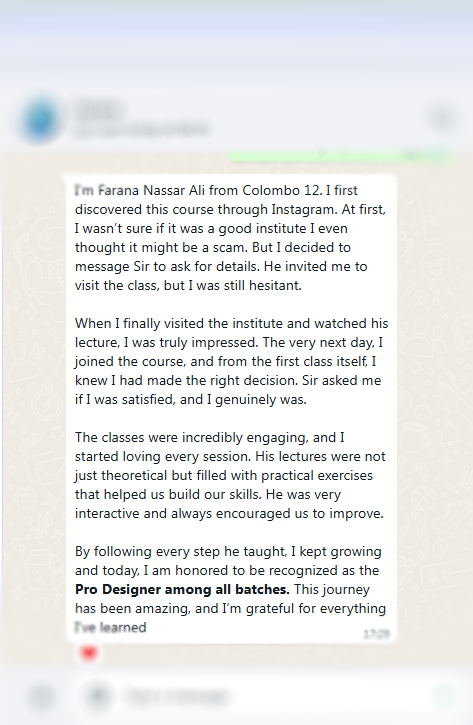 I'm Farana Nassar Ali from Colombo 12. I first
discovered this course through Instagram. At first,
I wasn't sure if it was a good institute I even
thought it might be a scam. But I decided to
message Sir to ask for details. He invited me to
visit the class, but I was still hesitant.
When I finally visited the institute and watched his
lecture, I was truly impressed. The very next day, I
joined the course, and from the first class itself, I
knew I had made the right decision. Sir asked me
if I was satisfied, and I genuinely was.
The classes were incredibly engaging, and I
started loving every session. His lectures were not
just theoretical but filled with practical exercises
that helped us build our skills. He was very
interactive and always encouraged us to improve.
By following every step he taught, I kept growing
and today, I am honored to be recognized as the
Pro Designer among all batches. This journey
has been amazing, and I'm grateful for everything
I've learned